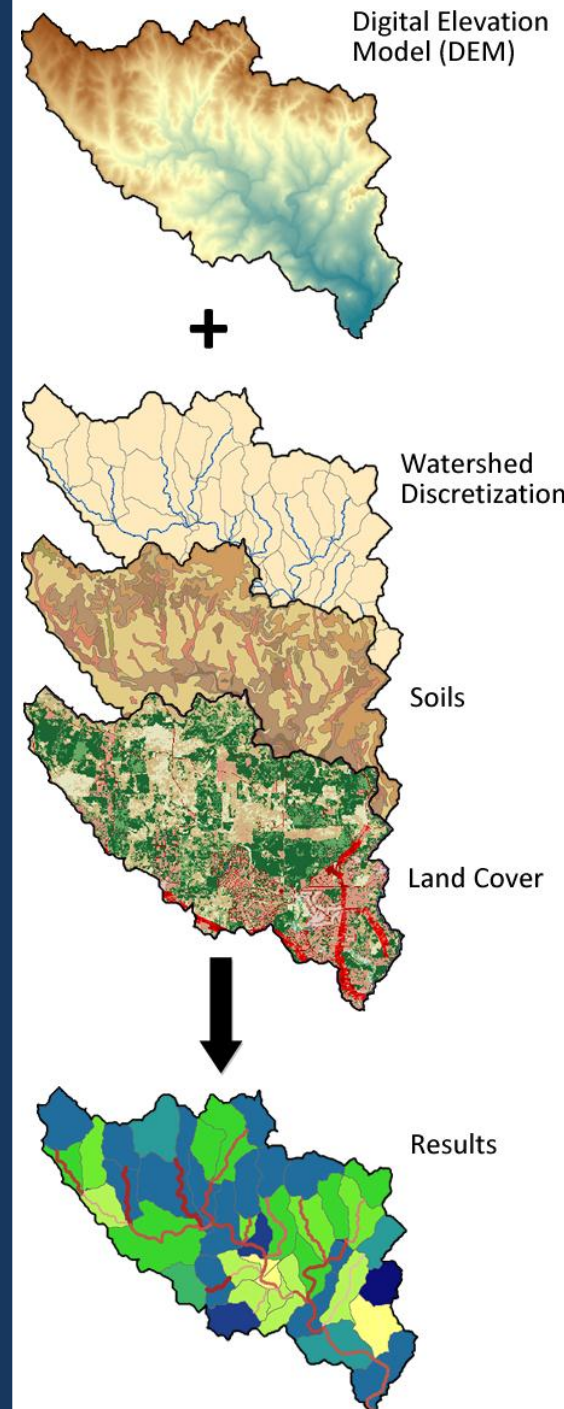 Digital Elevation
Model (DEM)
+
Watershed
Discretization
Soils
Land Cover
Results